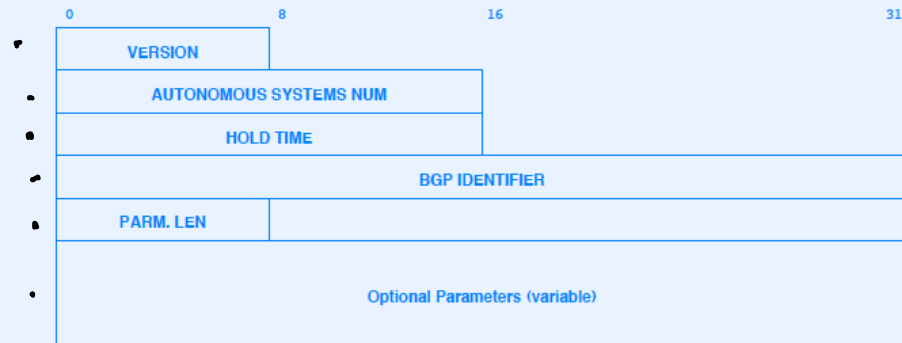 0 8 16 31
VERSION
AUTONOMOUS SYSTEMS NUM
HOLD TIME
BGP IDENTIFIER
PARM. LEN
Optional Parameters (variable)